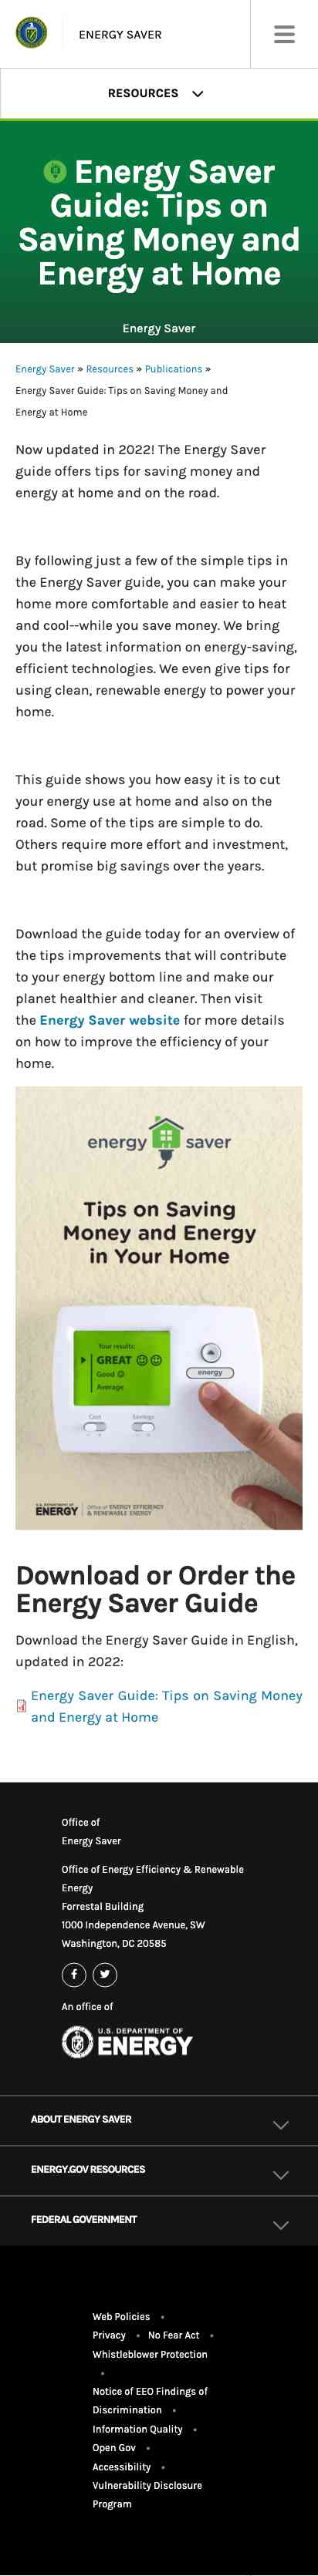 ENERGY SAVER
RESOURCES
Energy Saver
Guide: Tips on
Saving Money and
Energy at Home
Energy Saver
Energy Saver » Resources » Publications »
Energy Saver Guide: Tips on Saving Money and
Energy at Home
Now updated in 2022! The Energy Saver
guide offers tips for saving money and
energy at home and on the road.
By following just a few of the simple tips in
the Energy Saver guide, you can make your
home more comfortable and easier to heat
and cool--while you save money. We bring
you the latest information on energy-saving,
efficient technologies. We even give tips for
using clean, renewable energy to power your
home.
This guide shows you how easy it is to cut
your energy use at home and also on the
road. Some of the tips are simple to do.
Others require more effort and investment,
but promise big savings over the years.
Download the guide today for an overview of
the tips improvements that will contribute
to your energy bottom line and make our
planet healthier and cleaner. Then visit
the Energy Saver website for more details
on how to improve the efficiency of your
home.
energy saver
Tips on Saving
Money and Energy
in Your Home
Your results:
GREAT
Good
Average
Cost Savings
energy
U.S. DEPARTMENT OF
ENERGY
Office of ENERGY EFFICIENCY
& RENEWABLE ENERGY
Download or Order the
Energy Saver Guide
Download the Energy Saver Guide in English,
updated in 2022:
Energy Saver Guide: Tips on Saving Money
and Energy at Home
Office of
Energy Saver
Office of Energy Efficiency & Renewable
Energy
Forrestal Building
1000 Independence Avenue, SW
Washington, DC 20585
An office of
U.S. DEPARTMENT OF
ENERGY
ABOUT ENERGY SAVER
ENERGY.GOV RESOURCES
FEDERAL GOVERNMENT
Web Policies •
Privacy • No Fear Act •
Whistleblower Protection
•
Notice of EEO Findings of
Discrimination •
Information Quality •
Open Gov •
Accessibility •
Vulnerability Disclosure
Program